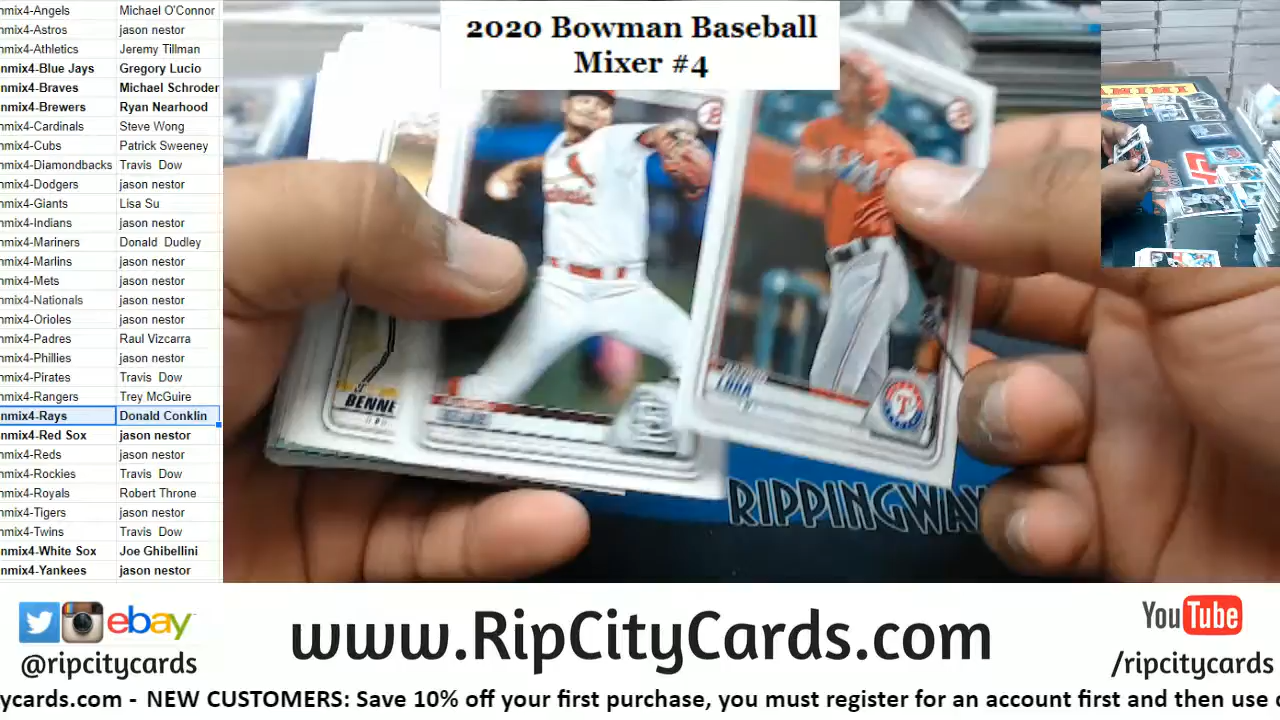 2020 Bowman Baseball
Mixer #4
nmix4-Angels Michael O'Connor
nmix4-Astros jason nestor
nmix4-Athletics Jeremy Tillman
nmix4-Blue Jays Gregory Lucio
nmix4-Braves Michael Schroder
nmix4-Brewers Ryan Nearhood
nmix4-Cardinals Steve Wong
nmix4-Cubs Patrick Sweeney
nmix4-Diamondbacks Travis Dow
nmix4-Dodgers jason nestor
nmix4-Giants Lisa Su
nmix4-Indians jason nestor
nmix4-Mariners Donald Dudley
nmix4-Marlins jason nestor
nmix4-Mets jason nestor
nmix4-Nationals jason nestor
nmix4-Orioles jason nestor
nmix4-Padres Raul Vizcarra
nmix4-Phillies jason nestor
nmix4-Pirates Travis Dow
nmix4-Rangers Trey McGuire
nmix4-Rays Donald Conklin
nmix4-Red Sox jason nestor
nmix4-Reds jason nestor
nmix4-Rockies Travis Dow
nmix4-Royals Robert Throne
nmix4-Tigers jason nestor
nmix4-Twins Travis Dow
nmix4-White Sox Joe Ghibellini
nmix4-Yankees jason nestor
BENNE
RIPPINGWA
PANINI
ebay
@ripcitycards
www.RipCityCards.com
YouTube
/ripcitycards
ycards.com - NEW CUSTOMERS: Save 10% off your first purchase, you must register for an account first and then use